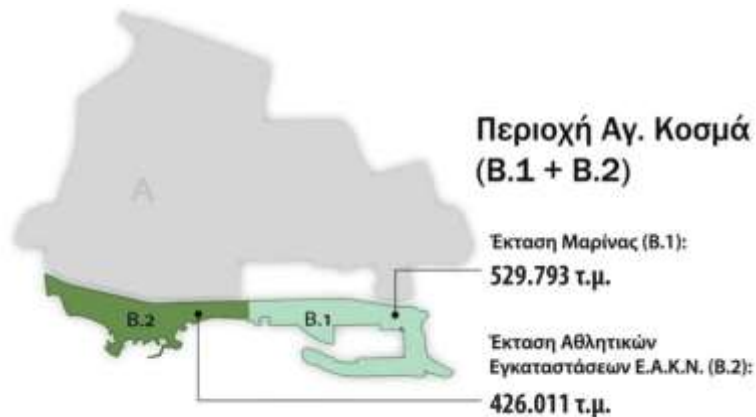 Περιοχή Αγ. Κοσμά
(Β.1 + Β.2)
A
Έκταση Μαρίνας (Β.1):
529.793 τ.μ.
B.2
B.1
Έκταση Αθλητικών
Εγκαταστάσεων Ε.Α.Κ.Ν. (Β.2):
426.011 τ.μ.